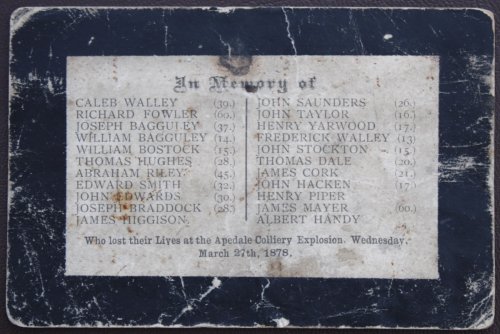 In Memory of
CALEB WALLEY (39.)
RICHARD FOWLER (60.)
JOSEPH BAGGULEY (37.)
WILLIAM BAGGULEY (14.)
WILLIAM BOSTOCK (15.)
THOMAS HUGHES (28.)
ABRAHAM RILEY (45.)
EDWARD SMITH (32.)
JOHN EDWARDS (30.)
JOSEPH BRADDOCK (28.)
JAMES HIGGISON
JOHN SAUNDERS (26.)
JOHN TAYLOR (16.)
HENRY YARWOOD (17.)
FREDERICK WALLEY (13)
JOHN STOCKTON (15.)
THOMAS DALE (20.)
JAMES CORK (21.)
JOHN HACKEN (17)
HENRY PIPER
JAMES MAYER (60.)
ALBERT HANDY
Who lost their Lives at the Apedale Colliery Explosion. Wednesday.
March 27th, 1878.